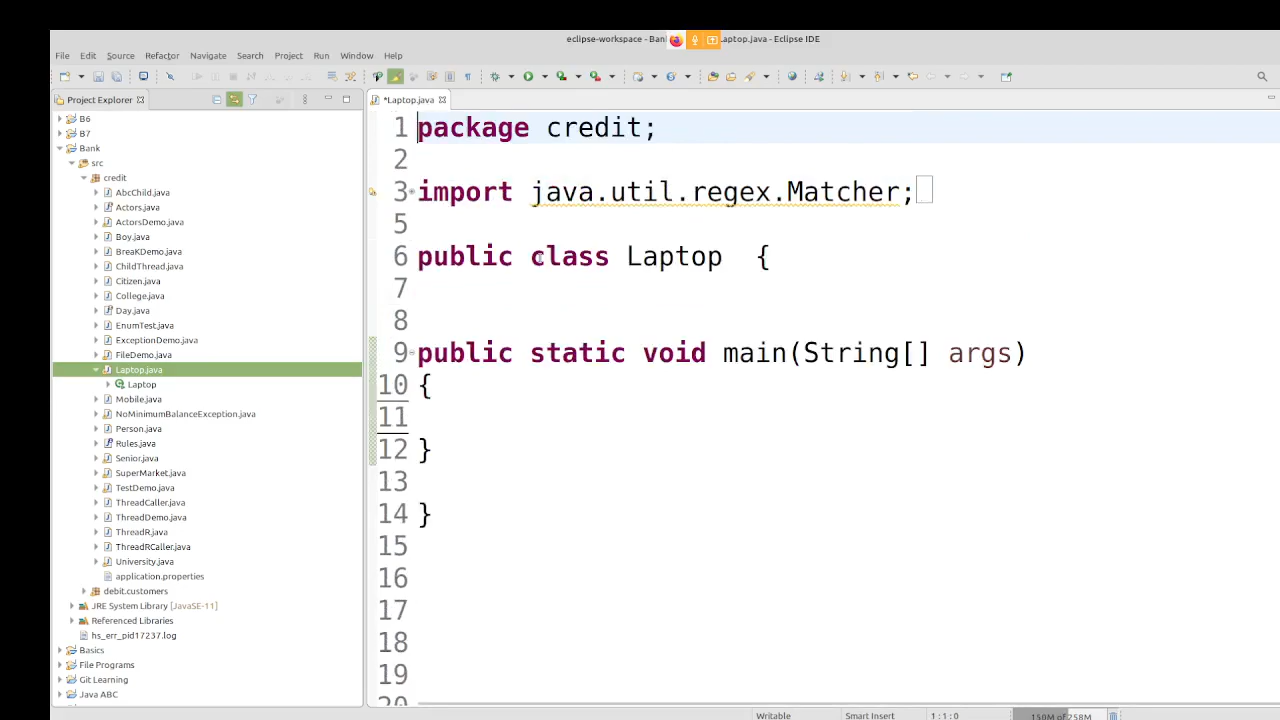 eclipse-workspace - Ban Laptop.java - Eclipse IDE
File Edit Source Refactor Navigate Search Project Run Window Help
Project Explorer
*Laptop.java
B6
B7
Bank
src
credit
AbcChild.java
Actors.java
ActorsDemo.java
Boy.java
BreaKDemo.java
ChildThread.java
Citizen.java
College.java
Day.java
EnumTest.java
ExceptionDemo.java
FileDemo.java
Laptop.java
Laptop
Mobile.java
NoMinimumBalanceException.java
Person.java
Rules.java
Senior.java
SuperMarket.java
TestDemo.java
ThreadCaller.java
ThreadDemo.java
ThreadR.java
ThreadRCaller.java
University.java
application.properties
debit.customers
JRE System Library [JavaSE-11]
Referenced Libraries
hs_err_pid17237.log
Basics
File Programs
Git Learning
Java ABC
1 package credit;
2
3 import java.util.regex.Matcher;
5
6 public class Laptop {
7
8
9 public static void main(String[] args)
10 {
11
12 }
13
14 }
15
16
17
18
19
20
Writable Smart Insert 1:1:0 150M of 258M